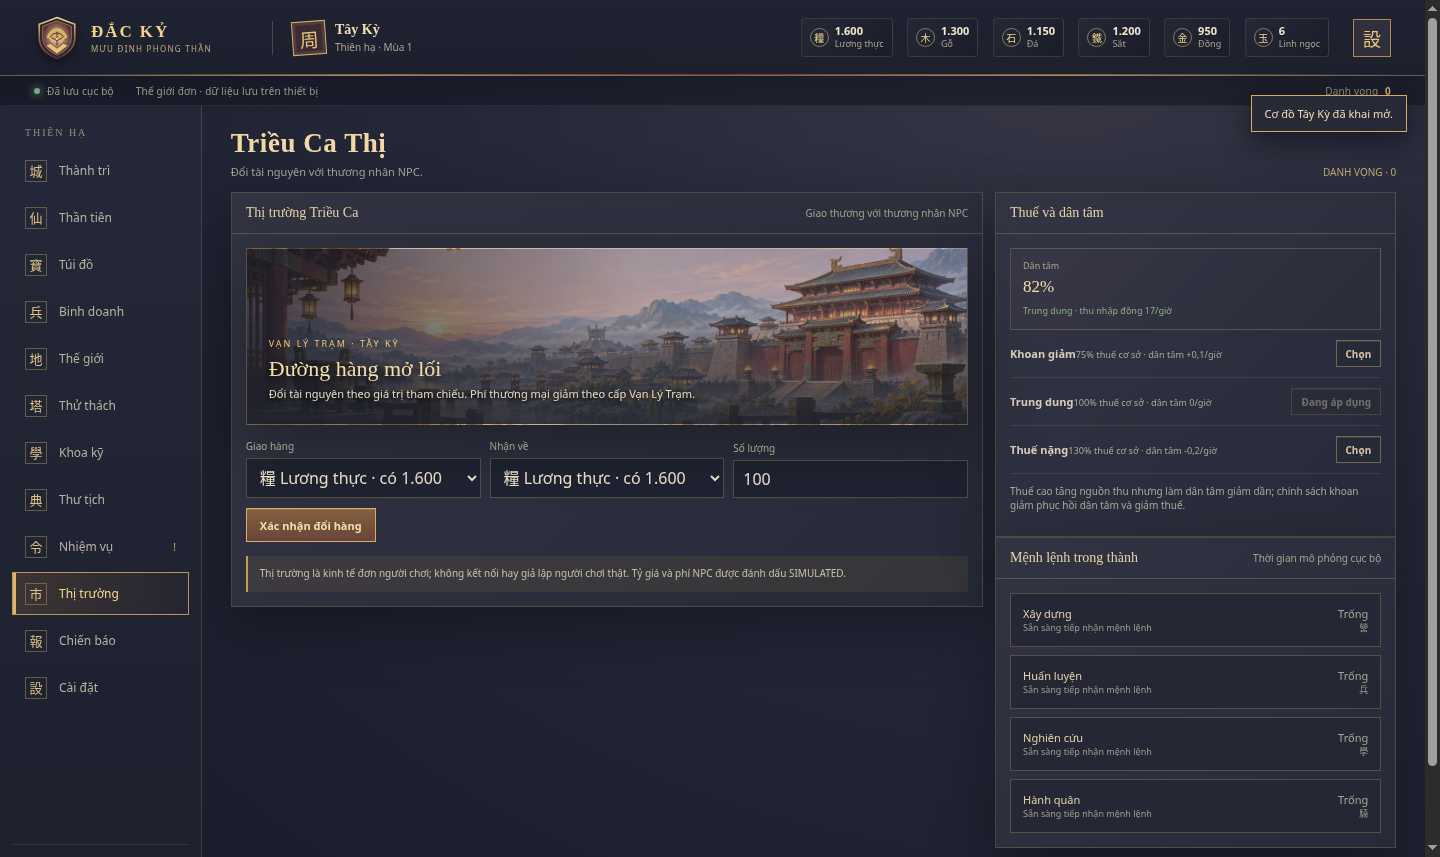 ĐẮC KỶ
MƯU ĐỊNH PHONG THẦN
周
Tây Kỳ
Thiên hạ · Mùa 1
糧 1.600 Lương thực
木 1.300 Gỗ
石 1.150 Đá
鐵 1.200 Sắt
金 950 Đồng
玉 6 Linh ngọc
設
Đã lưu cục bộ
Thế giới đơn · dữ liệu lưu trên thiết bị
Danh vọng 0
Cơ đồ Tây Kỳ đã khai mở.
THIÊN HẠ
城 Thành trì
仙 Thần tiên
寶 Túi đồ
兵 Binh doanh
地 Thế giới
塔 Thử thách
學 Khoa kỹ
典 Thư tịch
令 Nhiệm vụ !
市 Thị trường
報 Chiến báo
設 Cài đặt
Triều Ca Thị
Đổi tài nguyên với thương nhân NPC.
DANH VỌNG · 0
Thị trường Triều Ca
Giao thương với thương nhân NPC
VẠN LÝ TRẠM · TÂY KỲ
Đường hàng mở lối
Đổi tài nguyên theo giá trị tham chiếu. Phí thương mại giảm theo cấp Vạn Lý Trạm.
Giao hàng
糧 Lương thực · có 1.600
Nhận về
糧 Lương thực · có 1.600
Số lượng
100
Xác nhận đổi hàng
Thị trường là kinh tế đơn người chơi; không kết nối hay giả lập người chơi thật. Tỷ giá và phí NPC được đánh dấu SIMULATED.
Thuế và dân tâm
Dân tâm
82%
Trung dung · thu nhập đồng 17/giờ
Khoan giảm75% thuế cơ sở · dân tâm +0,1/giờ
Chọn
Trung dung100% thuế cơ sở · dân tâm 0/giờ
Đang áp dụng
Thuế nặng130% thuế cơ sở · dân tâm -0,2/giờ
Chọn
Thuế cao tăng nguồn thu nhưng làm dân tâm giảm dần; chính sách khoan
giảm phục hồi dân tâm và giảm thuế.
Mệnh lệnh trong thành
Thời gian mô phỏng cục bộ
Xây dựng
Sẵn sàng tiếp nhận mệnh lệnh
Trống
營
Huấn luyện
Sẵn sàng tiếp nhận mệnh lệnh
Trống
兵
Nghiên cứu
Sẵn sàng tiếp nhận mệnh lệnh
Trống
學
Hành quân
Sẵn sàng tiếp nhận mệnh lệnh
Trống
騎